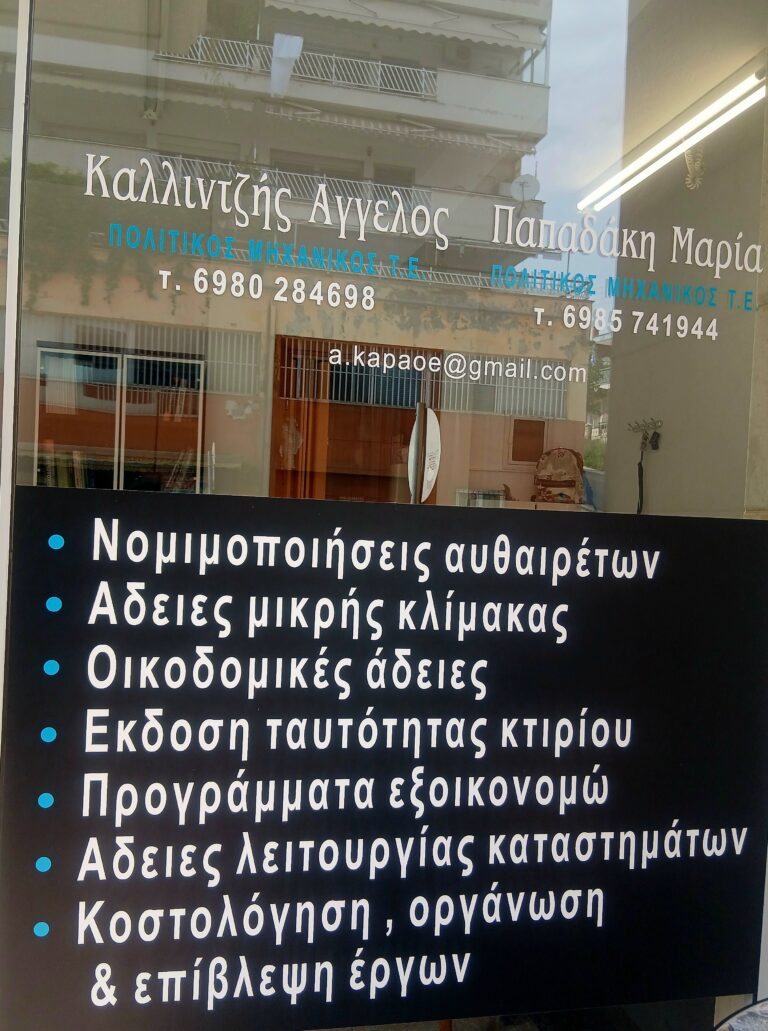 Καλλιντζής Αγγελος
ΠΟΛΙΤΙΚΟΣ ΜΗΧΑΝΙΚΟΣ Τ.Ε.
τ. 6980 284698
Παπαδάκη Μαρία
ΠΟΛΙΤΙΚΟΣ ΜΗΧΑΝΙΚΟΣ Τ.Ε.
τ. 6985 741944
a.kapaoe@gmail.com
• Νομιμοποιήσεις αυθαιρέτων
• Αδειες μικρής κλίμακας
• Οικοδομικές άδειες
• Εκδοση ταυτότητας κτιρίου
• Προγράμματα εξοικονομώ
• Αδειες λειτουργίας καταστημάτων
• Κοστολόγηση , οργάνωση
& επίβλεψη έργων